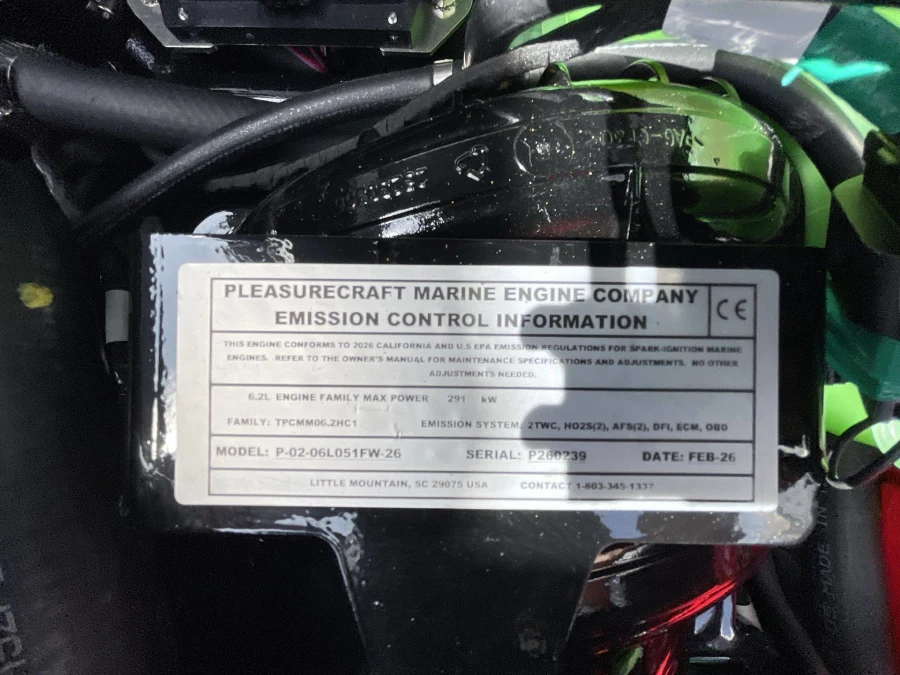 PLEASURECRAFT MARINE ENGINE COMPANY
EMISSION CONTROL INFORMATION
CE
THIS ENGINE CONFORMS TO 2026 CALIFORNIA AND U.S EPA EMISSION REGULATIONS FOR SPARK-IGNITION MARINE
ENGINES. REFER TO THE OWNER'S MANUAL FOR MAINTENANCE SPECIFICATIONS AND ADJUSTMENTS. NO OTHER
ADJUSTMENTS NEEDED.
6.2L ENGINE FAMILY MAX POWER 291 kW
FAMILY: TPCMM06.2HC1 EMISSION SYSTEM: 2TWC, HO2S(2), AFS(2), DFI, ECM, OBD
MODEL: P-02-06L051FW-26 SERIAL: P260239 DATE: FEB-26
LITTLE MOUNTAIN, SC 29075 USA CONTACT 1-803-345-1337
MADE IN